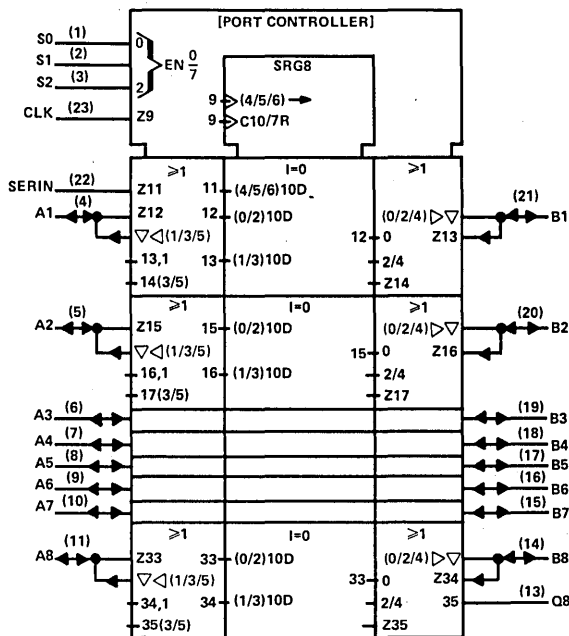 [PORT CONTROLLER]
S0 (1) 0
S1 (2) EN 0/7
S2 (3) 2
CLK (23) Z9
SRG8
9 (4/5/6)
9 C10/7R
≥1 I=0 ≥1
SERIN (22) Z11 11 (4/5/6)10D
A1 (4) Z12 12 (0/2)10D (0/2/4) ▷▽ (21) B1
▽◁ (1/3/5) 12 0 Z13
13,1 13 (1/3)10D 2/4
14(3/5) Z14
≥1 I=0 ≥1
A2 (5) Z15 15 (0/2)10D (0/2/4) ▷▽ (20) B2
▽◁ (1/3/5) 15 0 Z16
16,1 16 (1/3)10D 2/4
17(3/5) Z17
A3 (6) (19) B3
A4 (7) (18) B4
A5 (8) (17) B5
A6 (9) (16) B6
A7 (10) (15) B7
≥1 I=0 ≥1
A8 (11) Z33 33 (0/2)10D (0/2/4) ▷▽ (14) B8
▽◁ (1/3/5) 33 0 Z34
34,1 34 (1/3)10D 2/4 35 (13) Q8
35(3/5) Z35